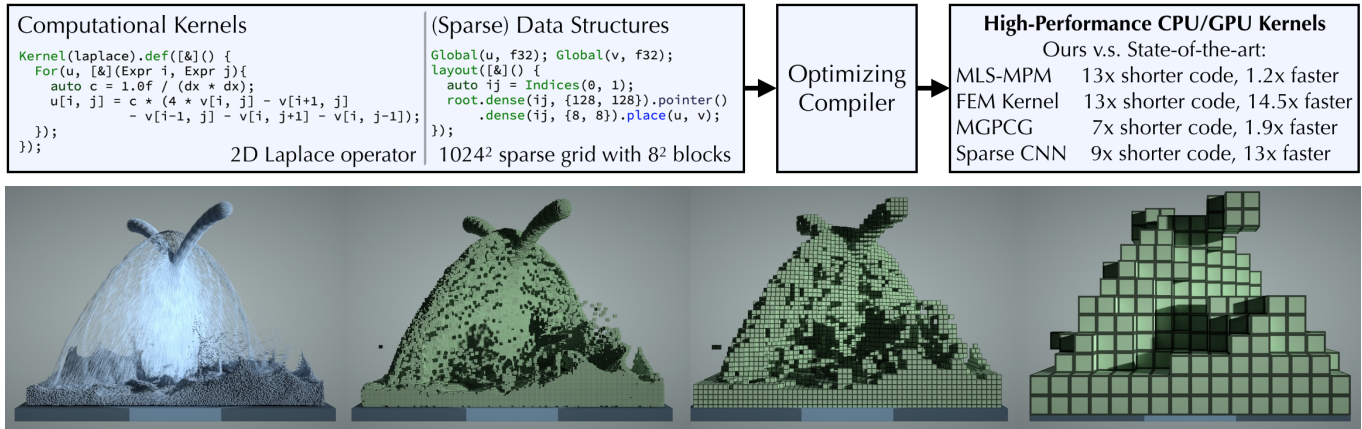 Computational Kernels
Kernel(laplace).def([&]() {
For(u, [&](Expr i, Expr j){
auto c = 1.0f / (dx * dx);
u[i, j] = c * (4 * v[i, j] - v[i+1, j]
- v[i-1, j] - v[i, j+1] - v[i, j-1]);
});
});
2D Laplace operator
(Sparse) Data Structures
Global(u, f32); Global(v, f32);
layout([&]() {
auto ij = Indices(0, 1);
root.dense(ij, {128, 128}).pointer()
.dense(ij, {8, 8}).place(u, v);
});
1024² sparse grid with 8² blocks
Optimizing
Compiler
High-Performance CPU/GPU Kernels
Ours v.s. State-of-the-art:
MLS-MPM 13x shorter code, 1.2x faster
FEM Kernel 13x shorter code, 14.5x faster
MGPCG 7x shorter code, 1.9x faster
Sparse CNN 9x shorter code, 13x faster